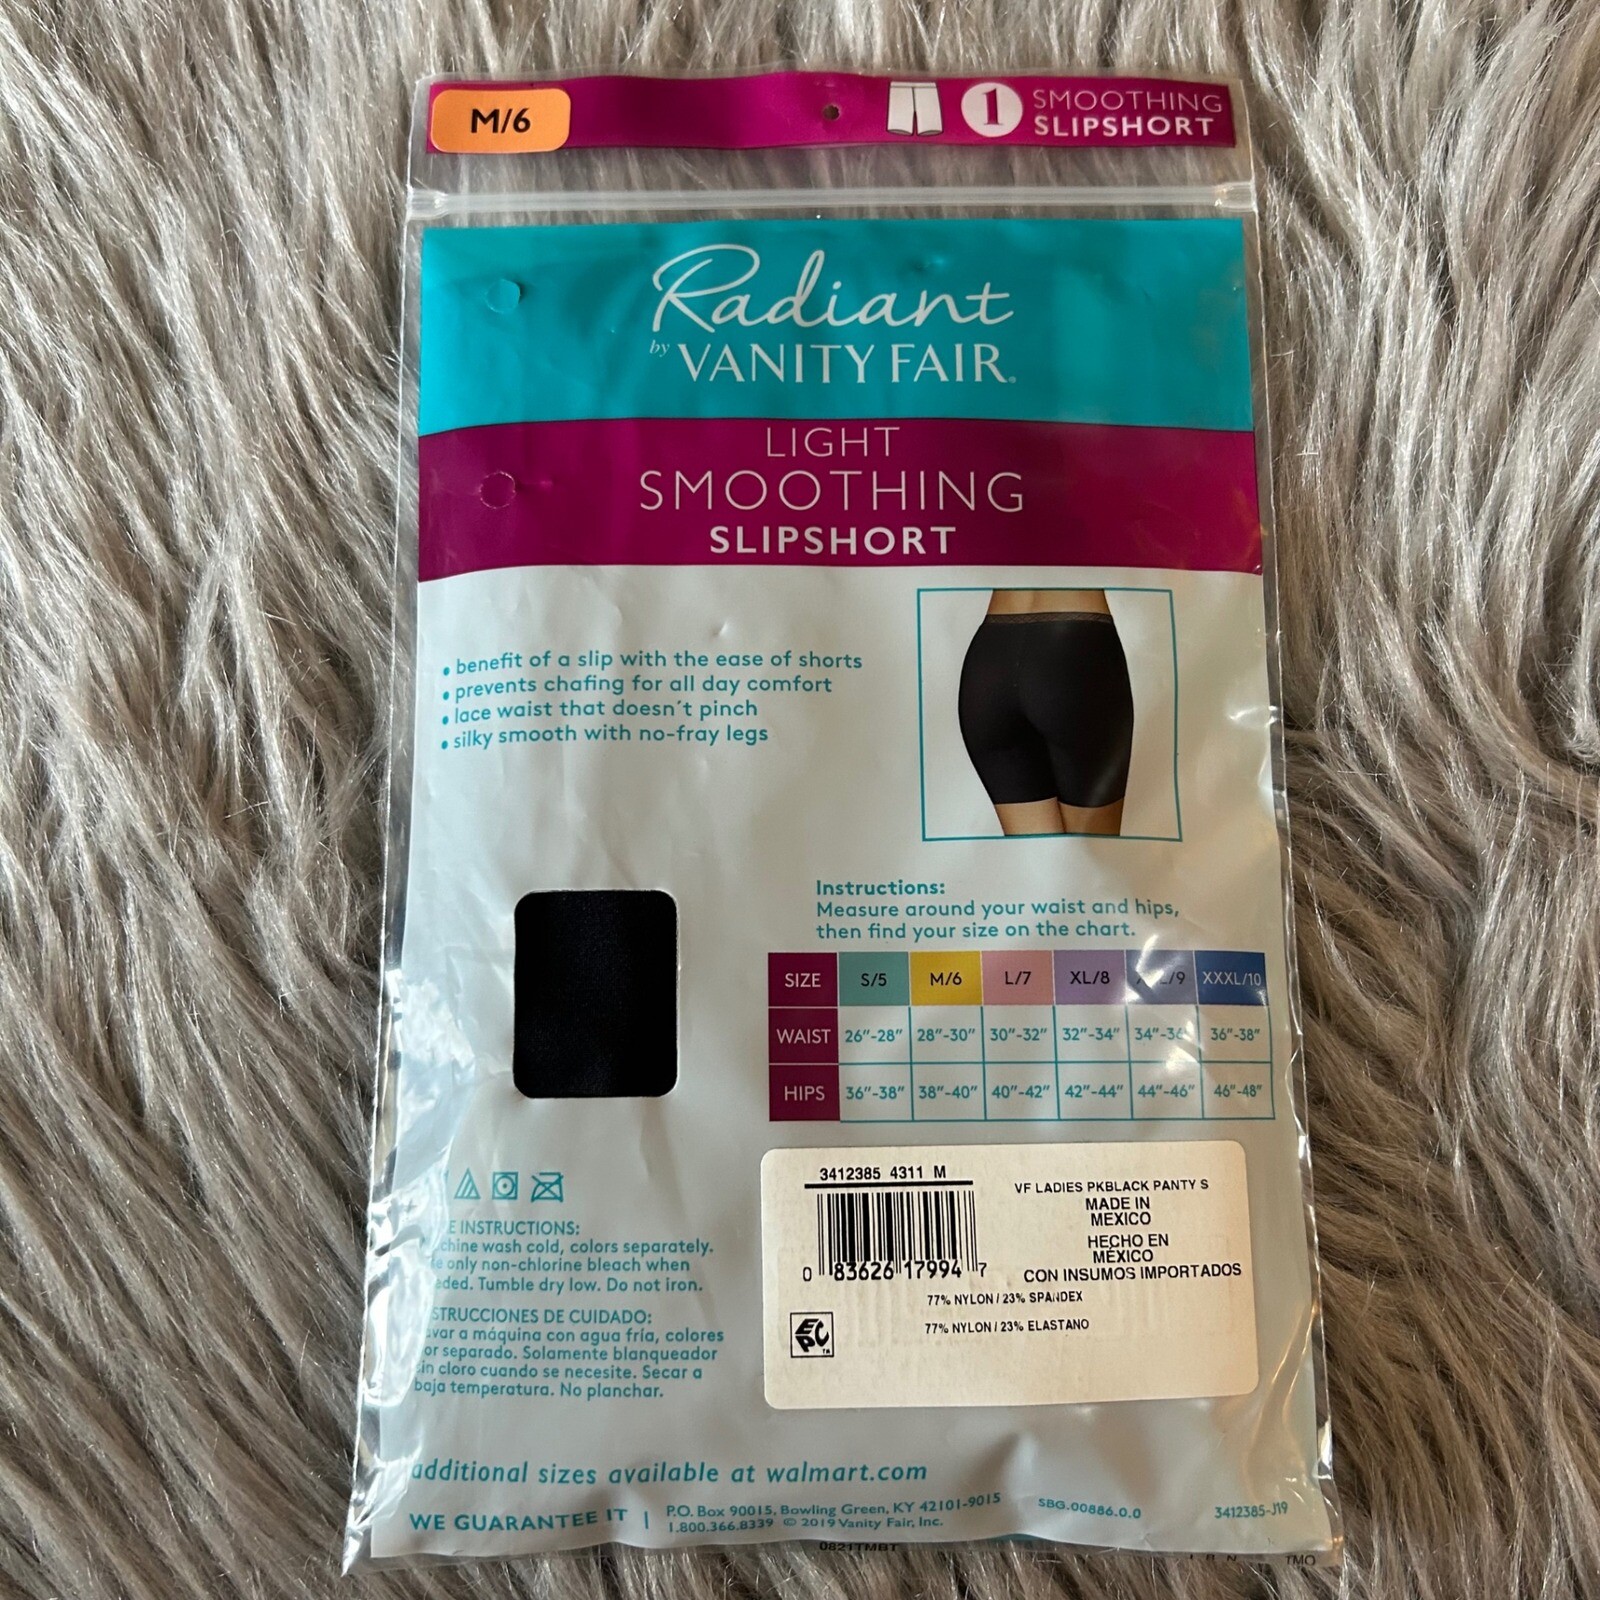 M/6
1 SMOOTHING
SLIPSHORT
Radiant
by VANITY FAIR®
LIGHT
SMOOTHING
SLIPSHORT
• benefit of a slip with the ease of shorts
• prevents chafing for all day comfort
• lace waist that doesn't pinch
• silky smooth with no-fray legs
Instructions:
Measure around your waist and hips,
then find your size on the chart.
SIZE S/5 M/6 L/7 XL/8 XXXL/10
WAIST 26"-28" 28"-30" 30"-32" 32"-34" 34"-36" 36"-38"
HIPS 36"-38" 38"-40" 40"-42" 42"-44" 44"-46" 46"-48"
INSTRUCTIONS:
wash cold, colors separately.
only non-chlorine bleach when
Tumble dry low. Do not iron.
DE CUIDADO:
a máquina con agua fría, colores
separado. Solamente blanqueador
cloro cuando se necesite. Secar a
baja temperatura. No planchar.
3412385 4311 M
0 83626 17994 7
VF LADIES PKBLACK PANTY S
MADE IN
MEXICO
HECHO EN
MÉXICO
CON INSUMOS IMPORTADOS
77% NYLON / 23% SPANDEX
77% NYLON / 23% ELASTANO
EPC TM
additional sizes available at walmart.com
WE GUARANTEE IT | P.O. Box 90015, Bowling Green, KY 42101-9015
1.800.366.8339 © 2019 Vanity Fair, Inc.
SBG.00886.0.0
3412385-J19
0821TMBT
TMO